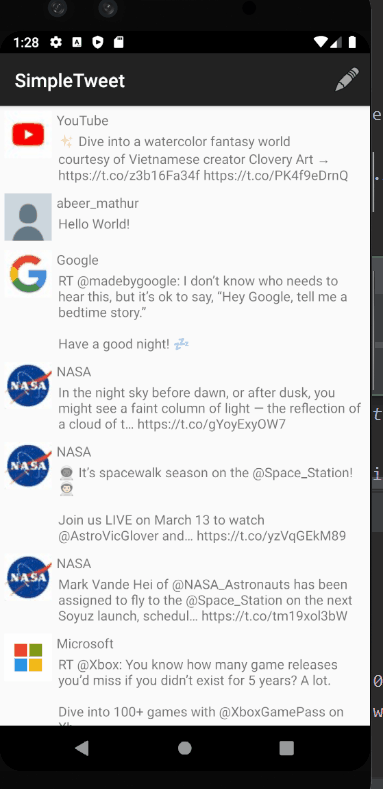 1:28
SimpleTweet
YouTube
✨ Dive into a watercolor fantasy world
courtesy of Vietnamese creator Clovery Art →
https://t.co/z3b16Fa34f https://t.co/PK4f9eDrnQ
abeer_mathur
Hello World!
Google
RT @madebygoogle: I don’t know who needs to
hear this, but it’s ok to say, “Hey Google, tell me a
bedtime story.”
Have a good night! 💤
NASA
NASA
In the night sky before dawn, or after dusk, you
might see a faint column of light — the reflection of
a cloud of t… https://t.co/gYoyExyOW7
NASA
NASA
🌑 It’s spacewalk season on the @Space_Station!
👨🏻‍🚀
Join us LIVE on March 13 to watch
@AstroVicGlover and… https://t.co/yzVqGEkM89
NASA
NASA
Mark Vande Hei of @NASA_Astronauts has been
assigned to fly to the @Space_Station on the next
Soyuz launch, schedul… https://t.co/tm19xol3bW
Microsoft
RT @Xbox: You know how many game releases
you’d miss if you didn’t exist for 5 years? A lot.
Dive into 100+ games with @XboxGamePass on